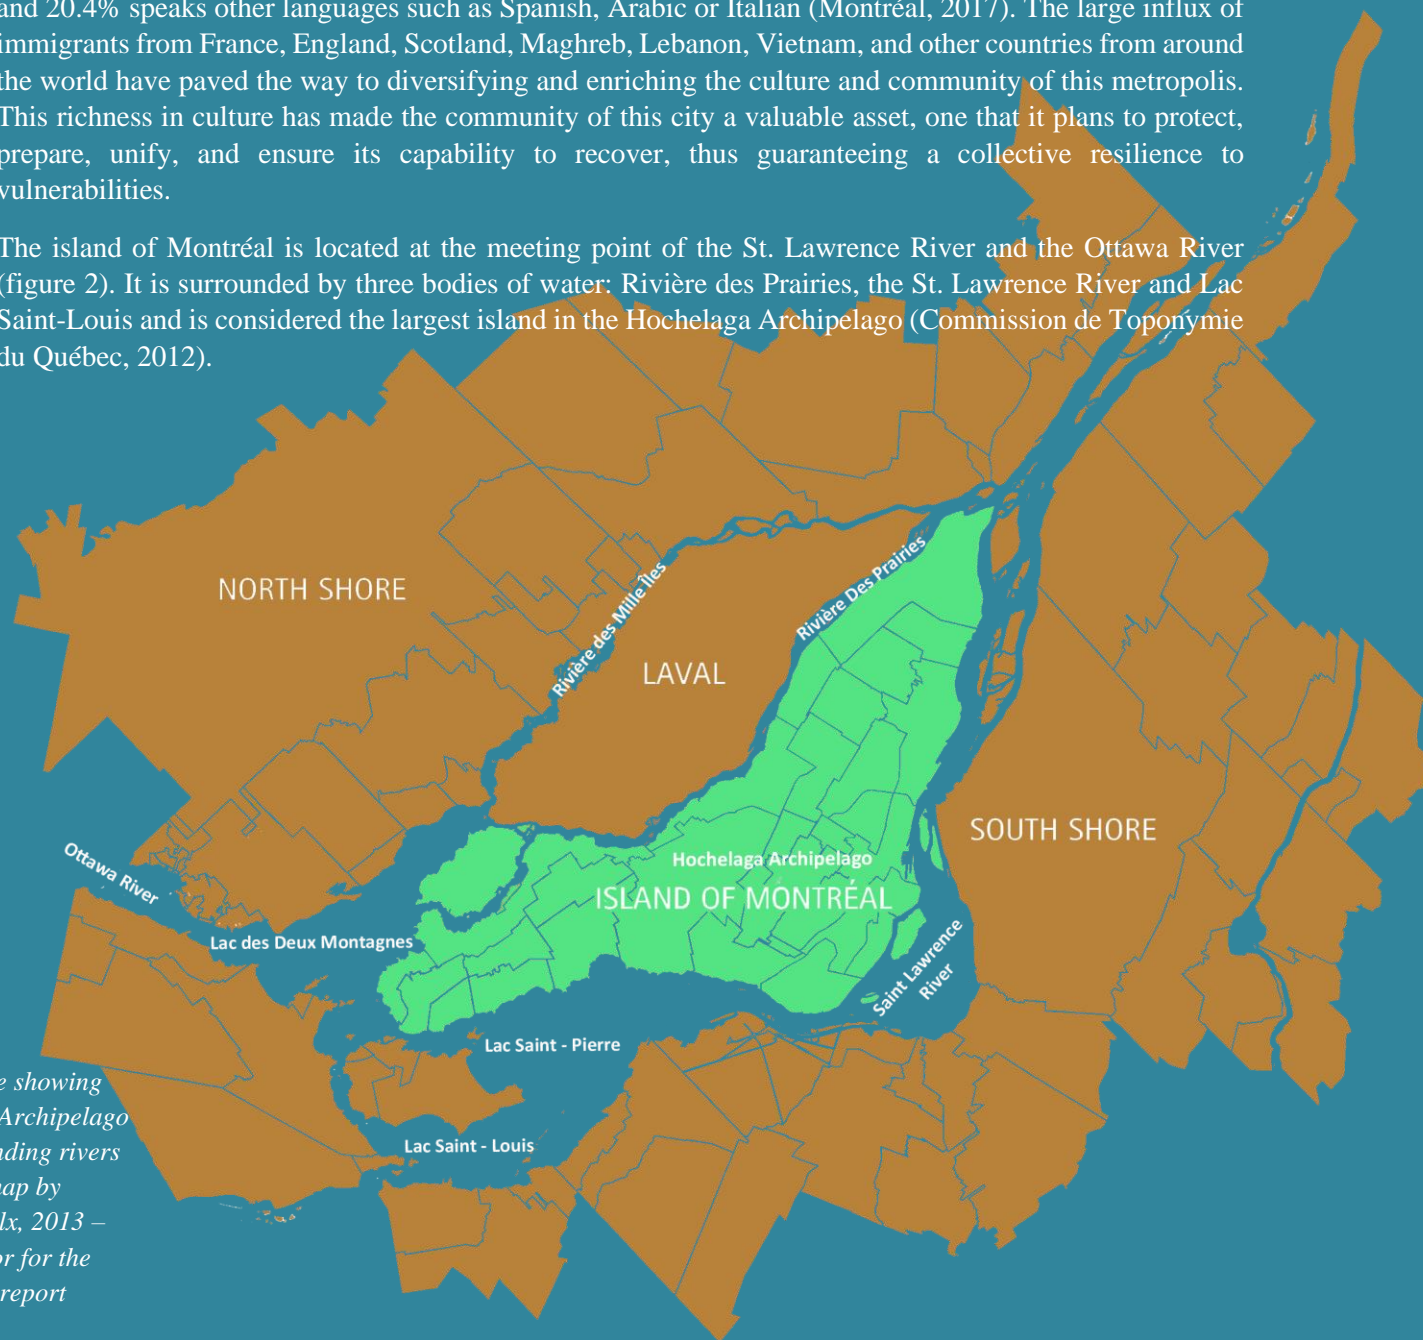 and 20.4% speaks other languages such as Spanish, Arabic or Italian (Montréal, 2017). The large influx of
immigrants from France, England, Scotland, Maghreb, Lebanon, Vietnam, and other countries from around
the world have paved the way to diversifying and enriching the culture and community of this metropolis.
This richness in culture has made the community of this city a valuable asset, one that it plans to protect,
prepare, unify, and ensure its capability to recover, thus guaranteeing a collective resilience to
vulnerabilities.
The island of Montréal is located at the meeting point of the St. Lawrence River and the Ottawa River
(figure 2). It is surrounded by three bodies of water: Rivière des Prairies, the St. Lawrence River and Lac
Saint-Louis and is considered the largest island in the Hochelaga Archipelago (Commission de Toponýmie
du Québec, 2012).
NORTH SHORE
Rivière des Mille Îles
Rivière Des Prairies
LAVAL
SOUTH SHORE
Ottawa River
Hochelaga Archipelago
ISLAND OF MONTRÉAL
Lac des Deux Montagnes
Saint Lawrence
River
Lac Saint - Pierre
Lac Saint - Louis
showing
Archipelago
rivers
by
2013 –
for the
report